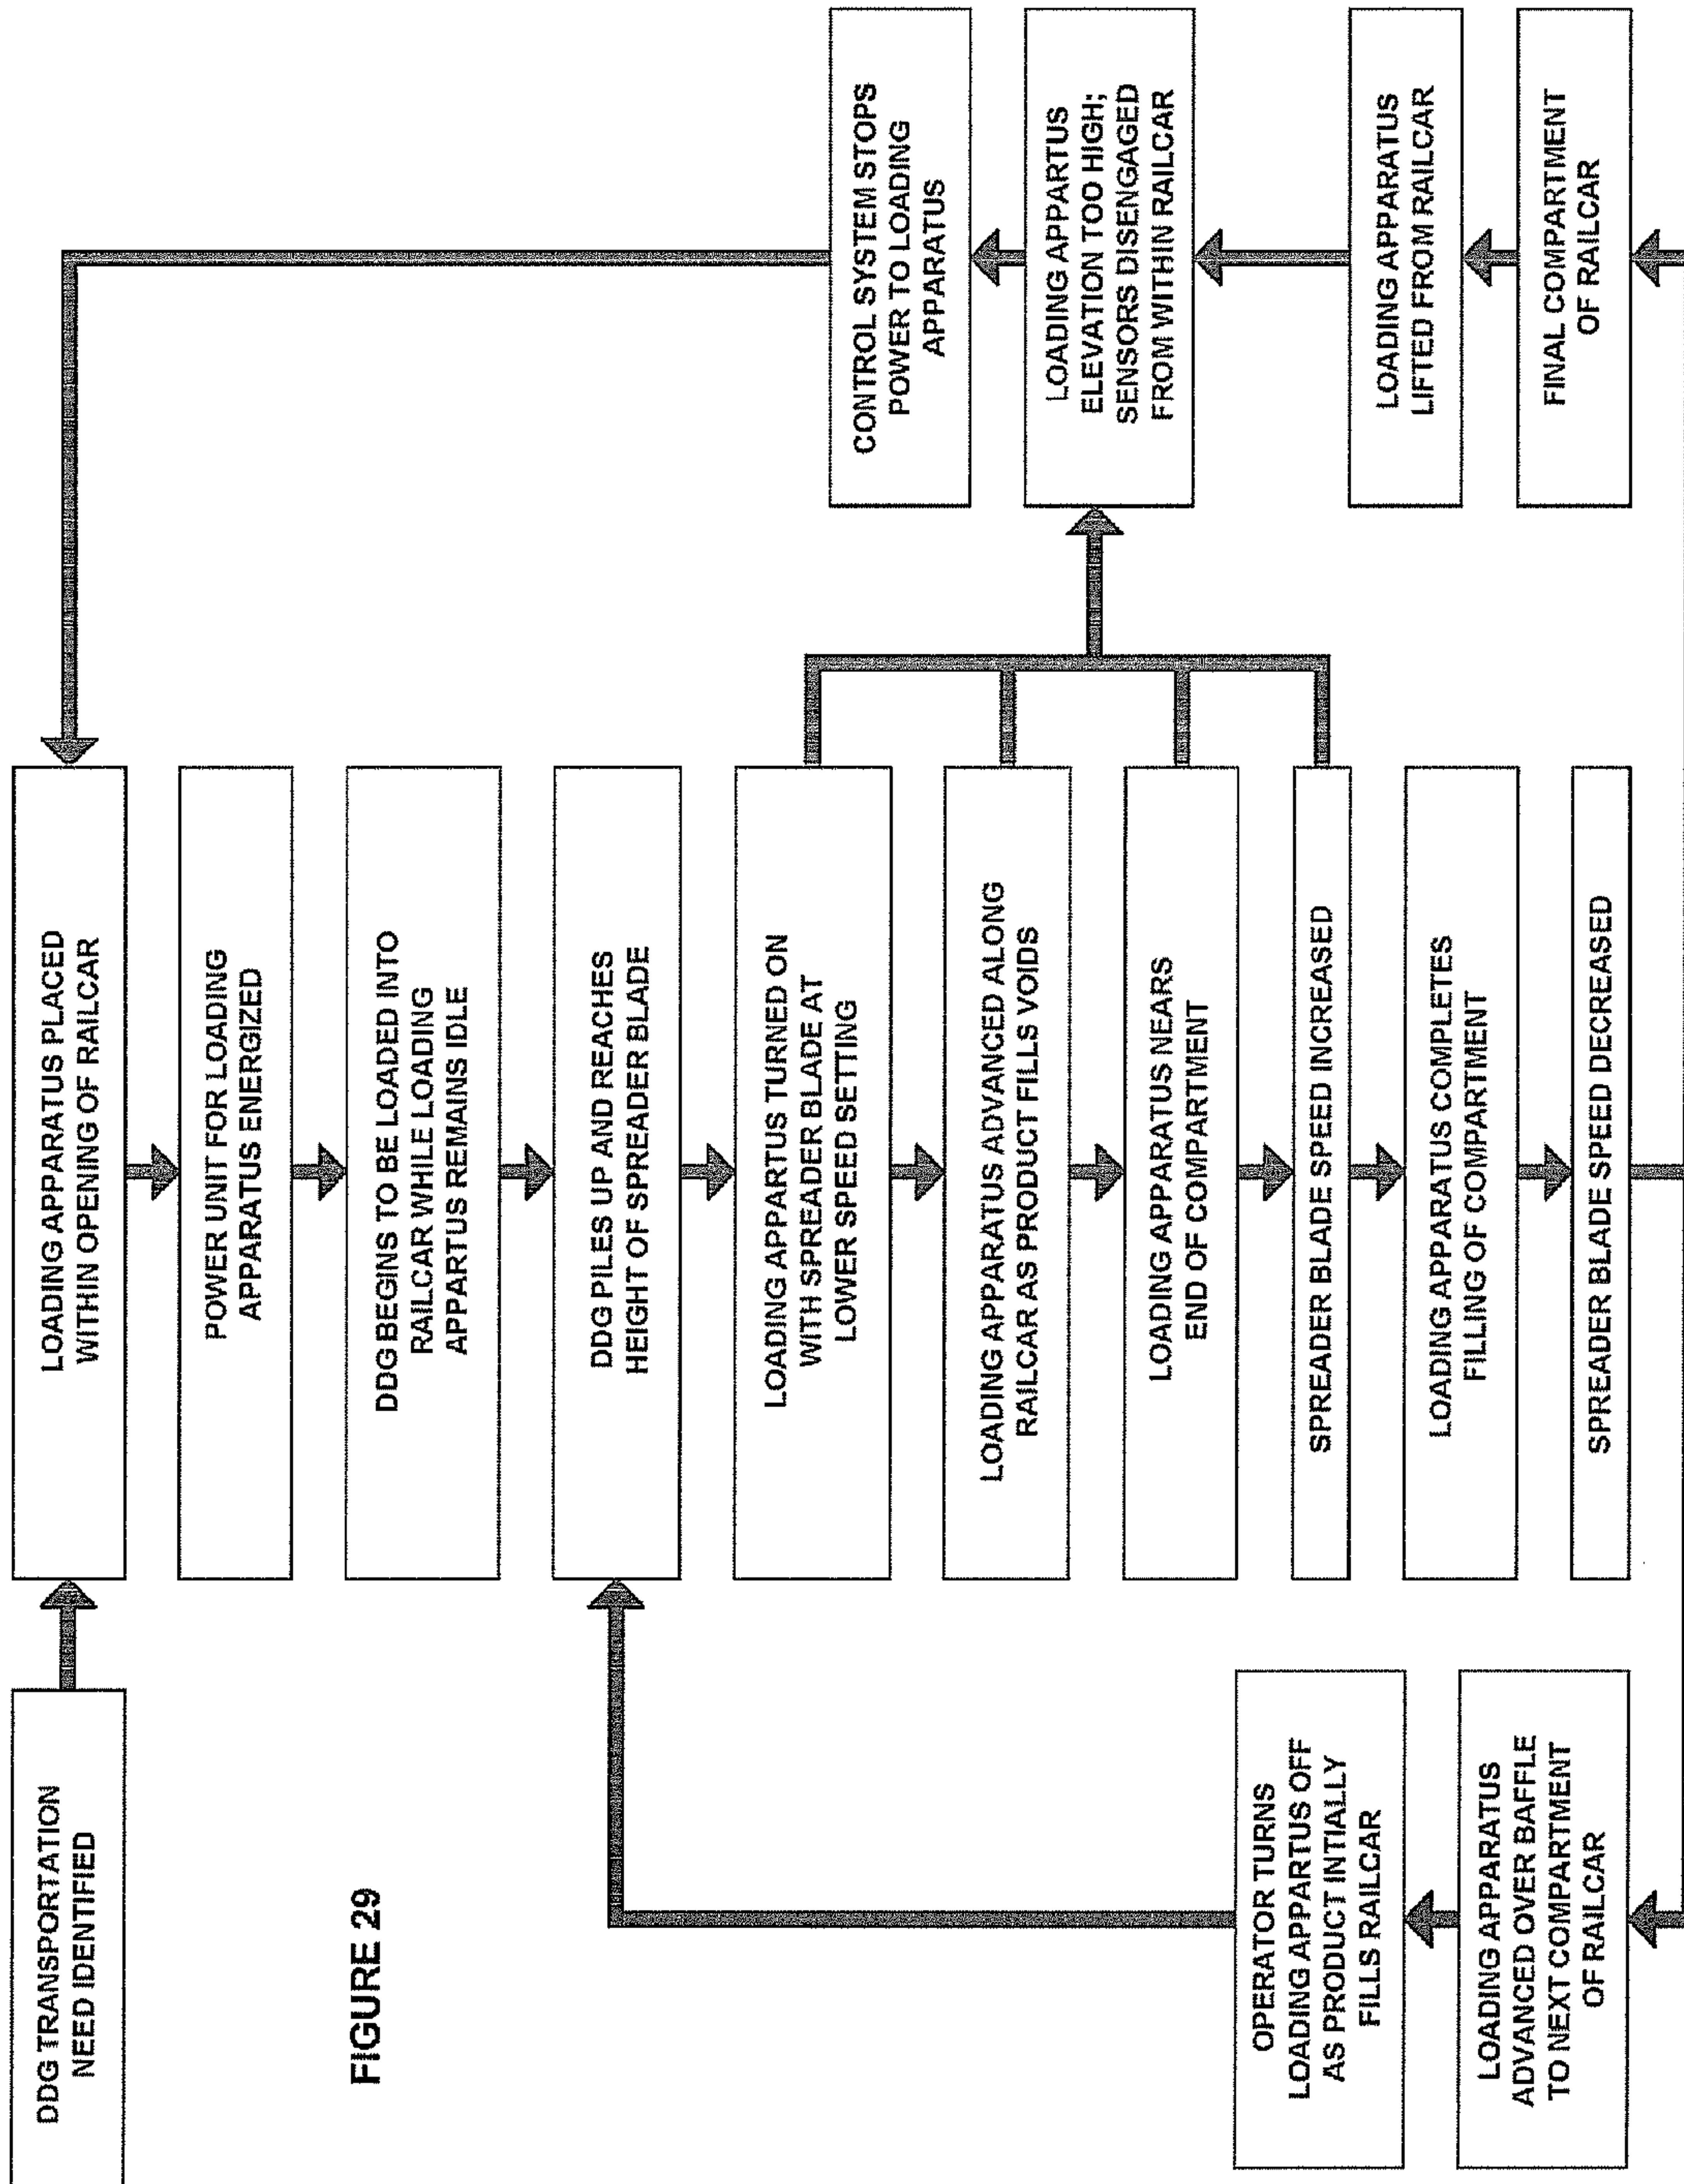 DDG TRANSPORTATION
NEED IDENTIFIED
FIGURE 29
LOADING APPARATUS PLACED
WITHIN OPENING OF RAILCAR
POWER UNIT FOR LOADING
APPARATUS ENERGIZED
DDG BEGINS TO BE LOADED INTO
RAILCAR WHILE LOADING
APPARTUS REMAINS IDLE
DDG PILES UP AND REACHES
HEIGHT OF SPREADER BLADE
LOADING APPARTUS TURNED ON
WITH SPREADER BLADE AT
LOWER SPEED SETTING
LOADING APPARATUS ADVANCED ALONG
RAILCAR AS PRODUCT FILLS VOIDS
LOADING APPARATUS NEARS
END OF COMPARTMENT
SPREADER BLADE SPEED INCREASED
LOADING APPARATUS COMPLETES
FILLING OF COMPARTMENT
SPREADER BLADE SPEED DECREASED
OPERATOR TURNS
LOADING APPARTUS OFF
AS PRODUCT INTIALLY
FILLS RAILCAR
LOADING APPARATUS
ADVANCED OVER BAFFLE
TO NEXT COMPARTMENT
OF RAILCAR
CONTROL SYSTEM STOPS
POWER TO LOADING
APPARATUS
LOADING APPARTUS
ELEVATION TOO HIGH;
SENSORS DISENGAGED
FROM WITHIN RAILCAR
LOADING APPARATUS
LIFTED FROM RAILCAR
FINAL COMPARTMENT
OF RAILCAR